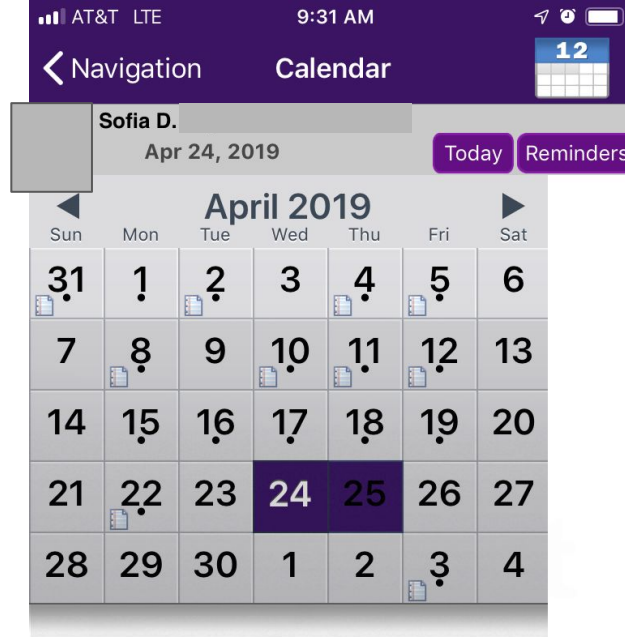 AT&T LTE 9:31 AM
Navigation Calendar 12
Sofia D.
Apr 24, 2019 Today Reminders
April 2019
Sun Mon Tue Wed Thu Fri Sat
31 1 2 3 4 5 6
7 8 9 10 11 12 13
14 15 16 17 18 19 20
21 22 23 24 25 26 27
28 29 30 1 2 3 4